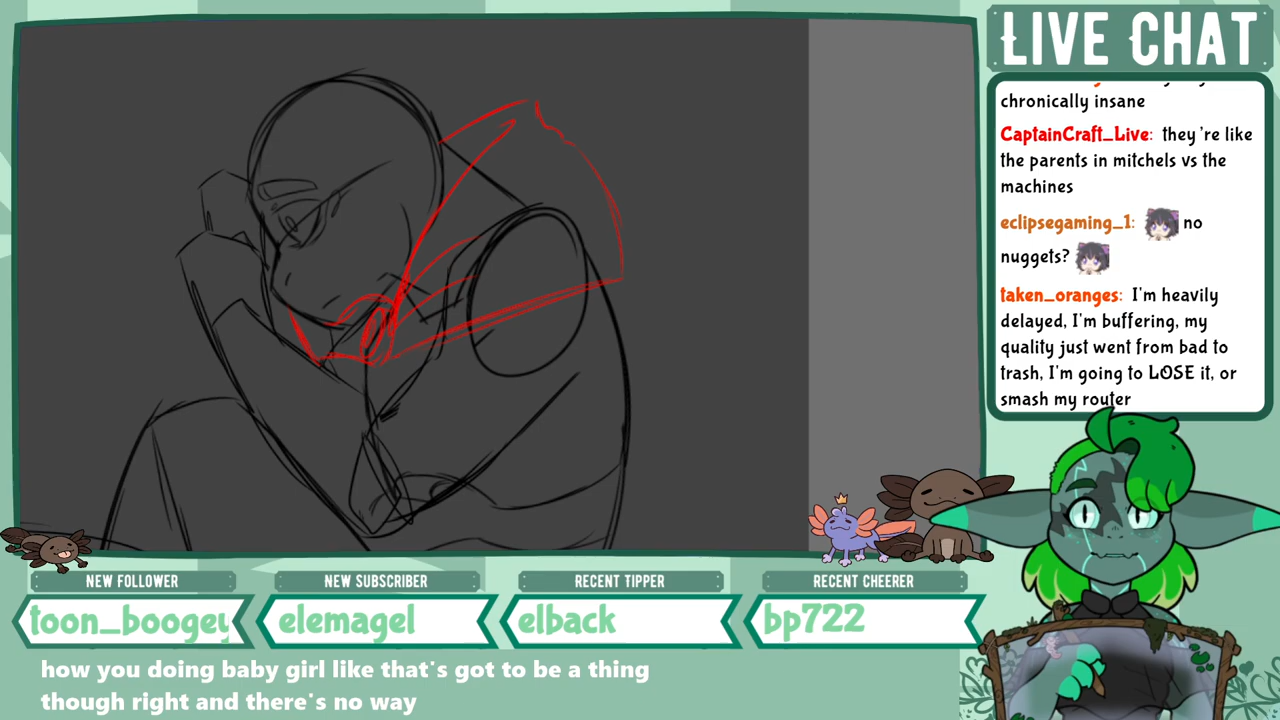 LIVE CHAT
chronically insane
CaptainCraft_Live: they're like
the parents in mitchels vs the
machines
eclipsegaming_1: no
nuggets?
taken_oranges: I'm heavily
delayed, I'm buffering, my
quality just went from bad to
trash, I'm going to LOSE it, or
smash my router
NEW FOLLOWER
NEW SUBSCRIBER
RECENT TIPPER
RECENT CHEERER
toon_boogey
elemagel
elback
bp722
how you doing baby girl like that's got to be a thing
though right and there's no way